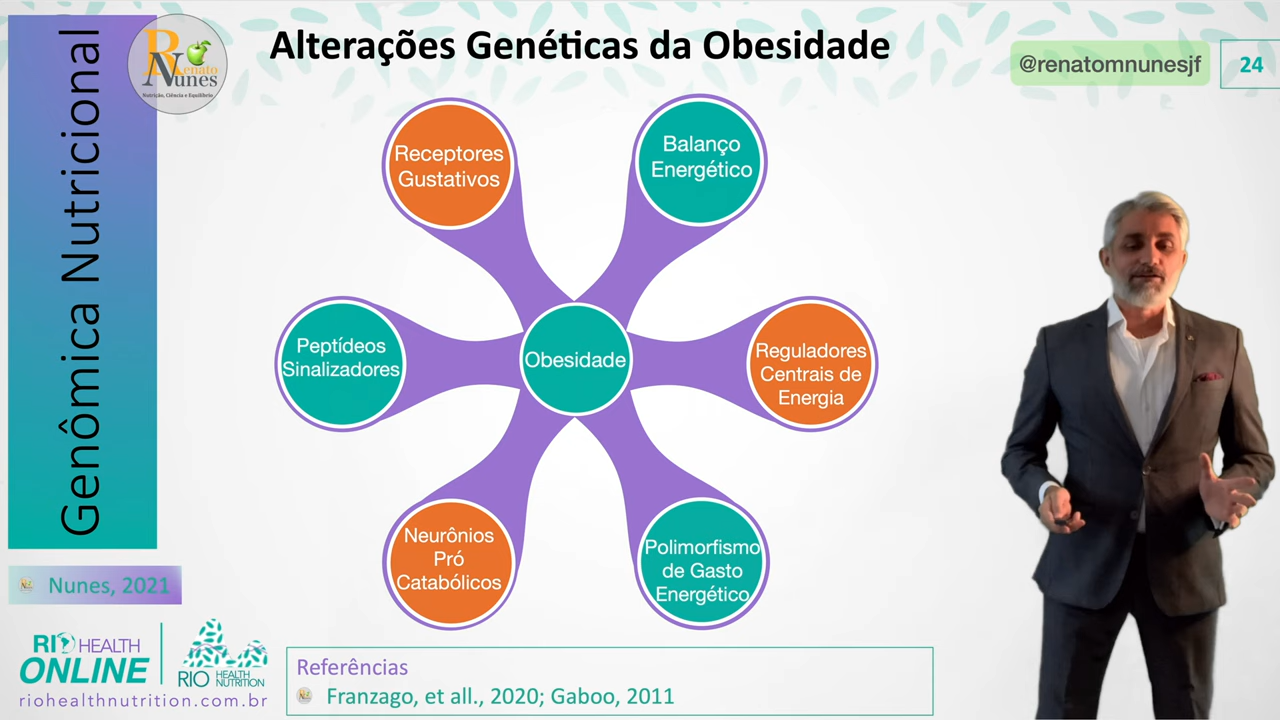 Genômica Nutricional
Renato
Nunes
Nutrição, Ciência e Equilíbrio
Alterações Genéticas da Obesidade
@renatomnunesjf
24
Receptores
Gustativos
Balanço
Energético
Peptídeos
Sinalizadores
Obesidade
Reguladores
Centrais de
Energia
Neurônios
Pró
Catabólicos
Polimorfismo
de Gasto
Energético
Nunes, 2021
RIO HEALTH
ONLINE
RIO HEALTH
NUTRITION
riohealthnutrition.com.br
Referências
Franzago, et all., 2020; Gaboo, 2011